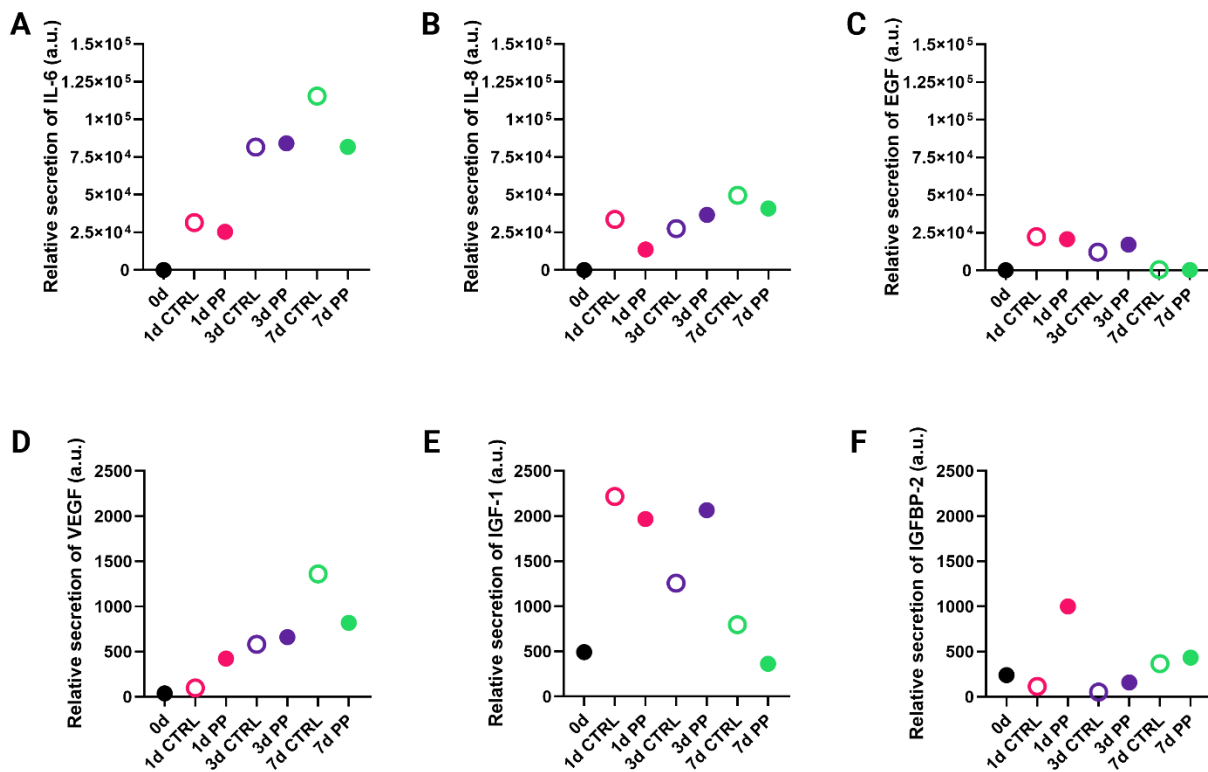 A
Relative secretion of IL-6 (a.u.)
1.5×10⁵
1.25×10⁵
1×10⁵
7.5×10⁴
5×10⁴
2.5×10⁴
0
0d
1d CTRL
1d PP
3d CTRL
3d PP
7d CTRL
7d PP
B
Relative secretion of IL-8 (a.u.)
1.5×10⁵
1.25×10⁵
1×10⁵
7.5×10⁴
5×10⁴
2.5×10⁴
0
0d
1d CTRL
1d PP
3d CTRL
3d PP
7d CTRL
7d PP
C
Relative secretion of EGF (a.u.)
1.5×10⁵
1.25×10⁵
1×10⁵
7.5×10⁴
5×10⁴
2.5×10⁴
0
0d
1d CTRL
1d PP
3d CTRL
3d PP
7d CTRL
7d PP
D
Relative secretion of VEGF (a.u.)
2500
2000
1500
1000
500
0
0d
1d CTRL
1d PP
3d CTRL
3d PP
7d CTRL
7d PP
E
Relative secretion of IGF-1 (a.u.)
2500
2000
1500
1000
500
0
0d
1d CTRL
1d PP
3d CTRL
3d PP
7d CTRL
7d PP
F
Relative secretion of IGFBP-2 (a.u.)
2500
2000
1500
1000
500
0
0d
1d CTRL
1d PP
3d CTRL
3d PP
7d CTRL
7d PP